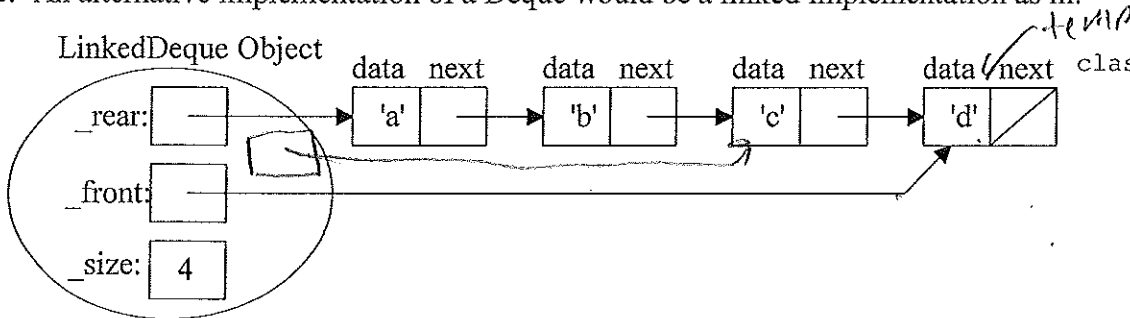 An alternative implementation of a Deque would be a linked implementation as in:
temp
LinkedDeque Object
data next data next data next data next clas
_rear: 'a' 'b' 'c' 'd'
_front:
_size: 4